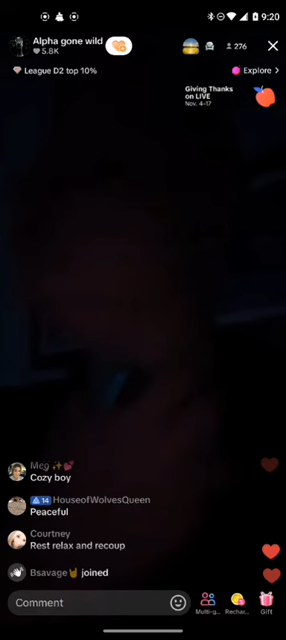 9:20
Alpha gone wild
5.8K
276
League D2 top 10%
Explore >
Giving Thanks
on LIVE
Nov. 4-17
Meg ✨💕
Cozy boy
14 HouseofWolvesQueen
Peaceful
Courtney
Rest relax and recoup
Bsavage🤘 joined
Comment
Multi-g...
Rechar...
Gift